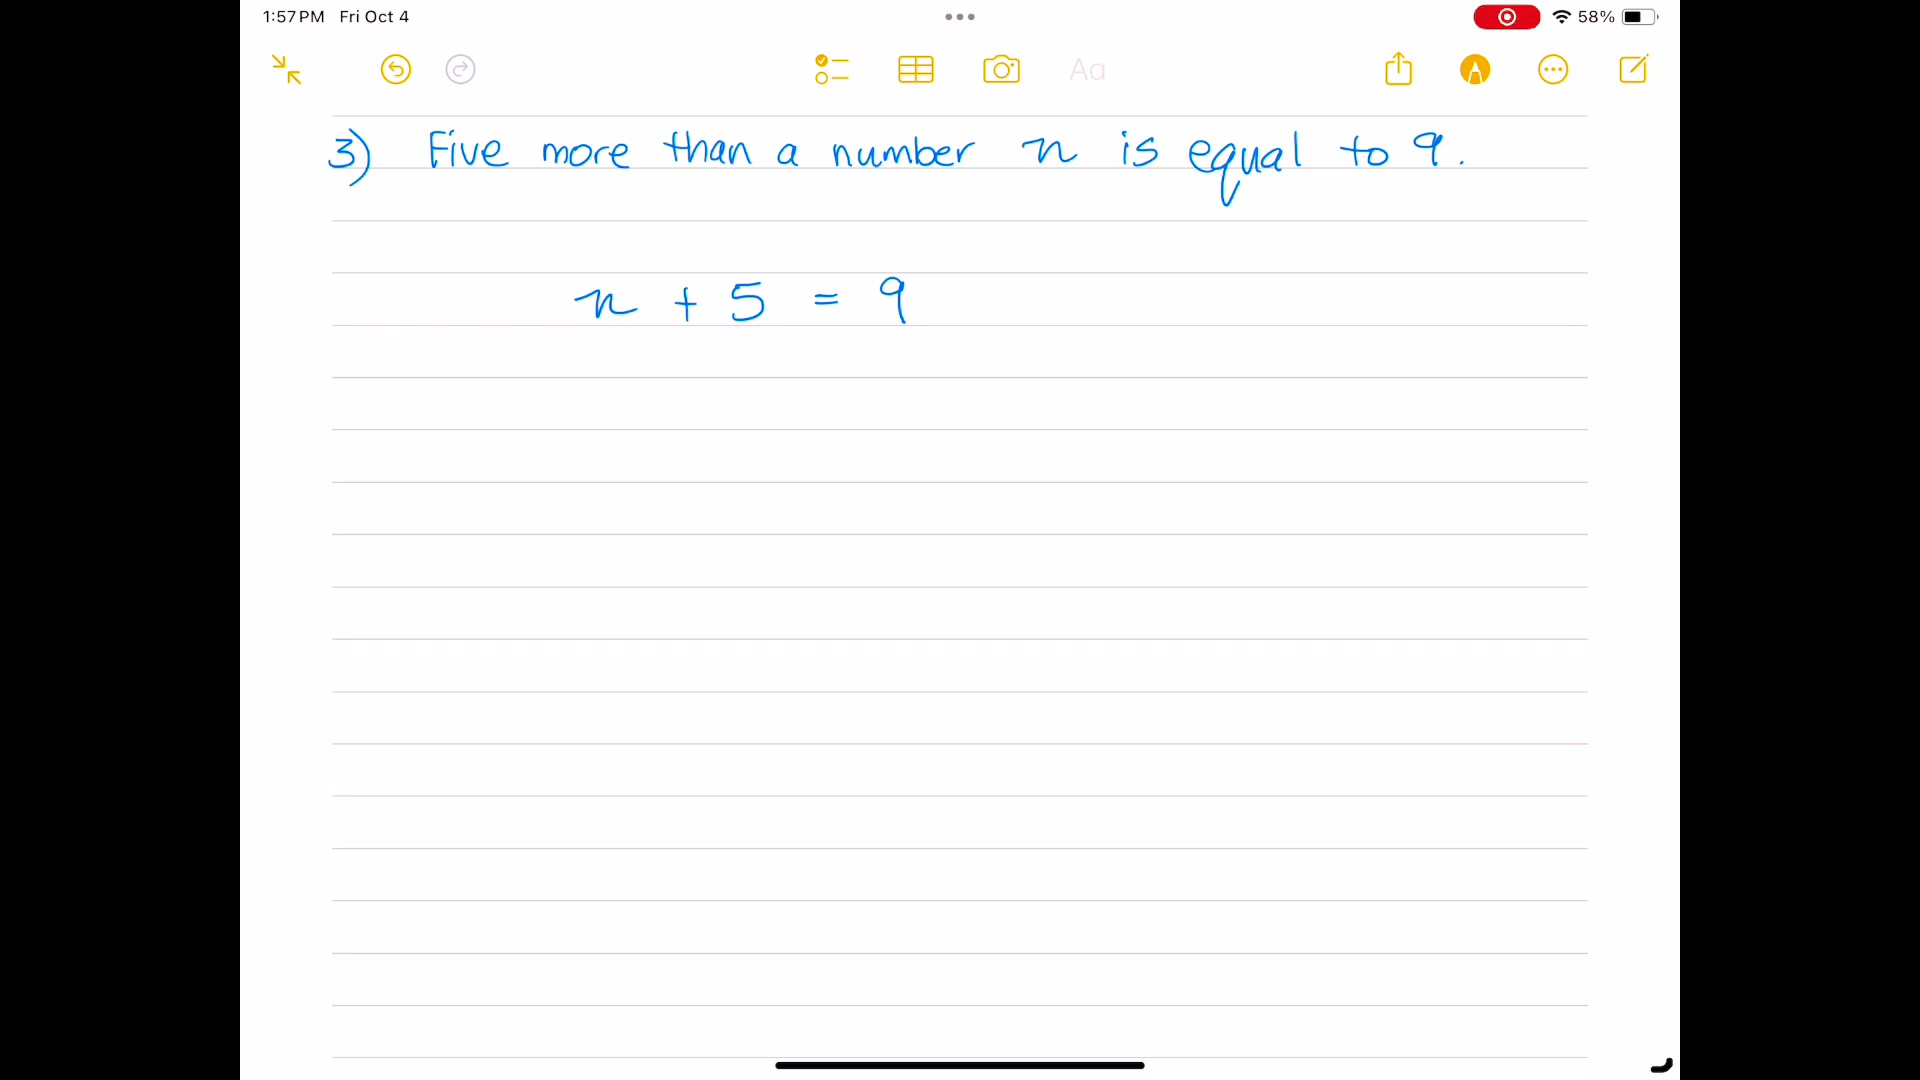 1:57 PM Fri Oct 4
58%
Aa
3) Five more than a number n is equal to 9.
n + 5 = 9